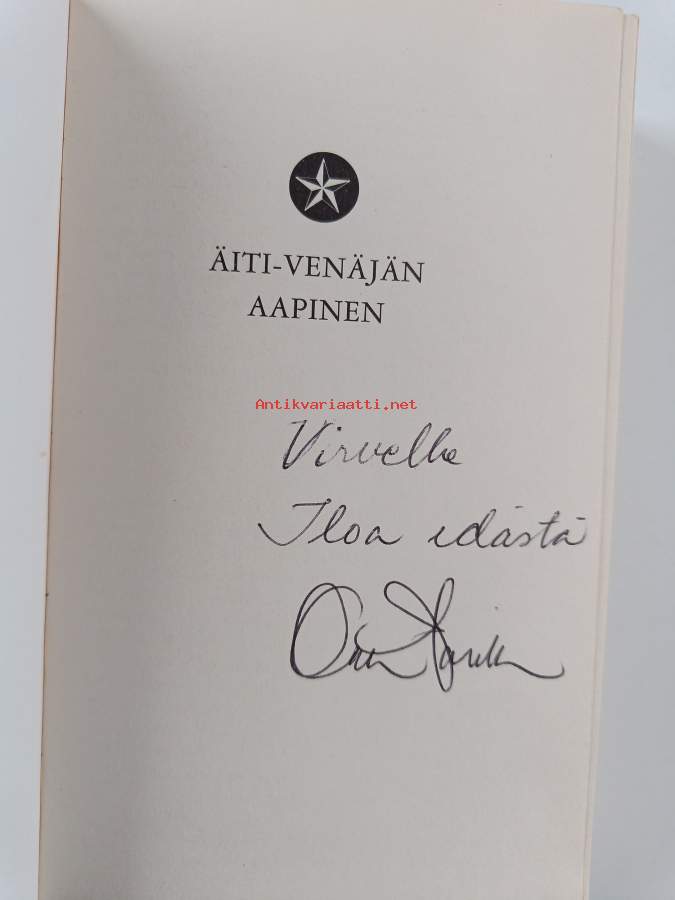 ÄITI-VENÄJÄN
AAPINEN
Antikvariaatti.net
Virvelle
Iloa idästä